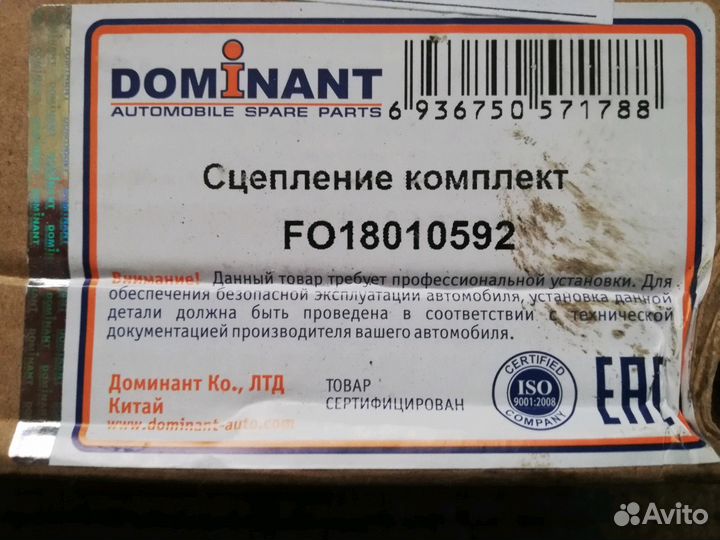 DOMINANT
AUTOMOBILE SPARE PARTS
6 936750 571788
Сцепление комплект
FO18010592
Внимание! Данный товар требует профессиональной установки. Для
обеспечения безопасной эксплуатации автомобиля, установка данной
детали должна быть проведена в соответствии с технической
документацией производителя вашего автомобиля.
Доминант Ко., ЛТД
Китай
www.dominant-auto.com
ТОВАР
СЕРТИФИЦИРОВАН
CERTIFIED
ISO
9001:2008
COMPANY
EAC
DOMINANT
DOMINANT
Avito